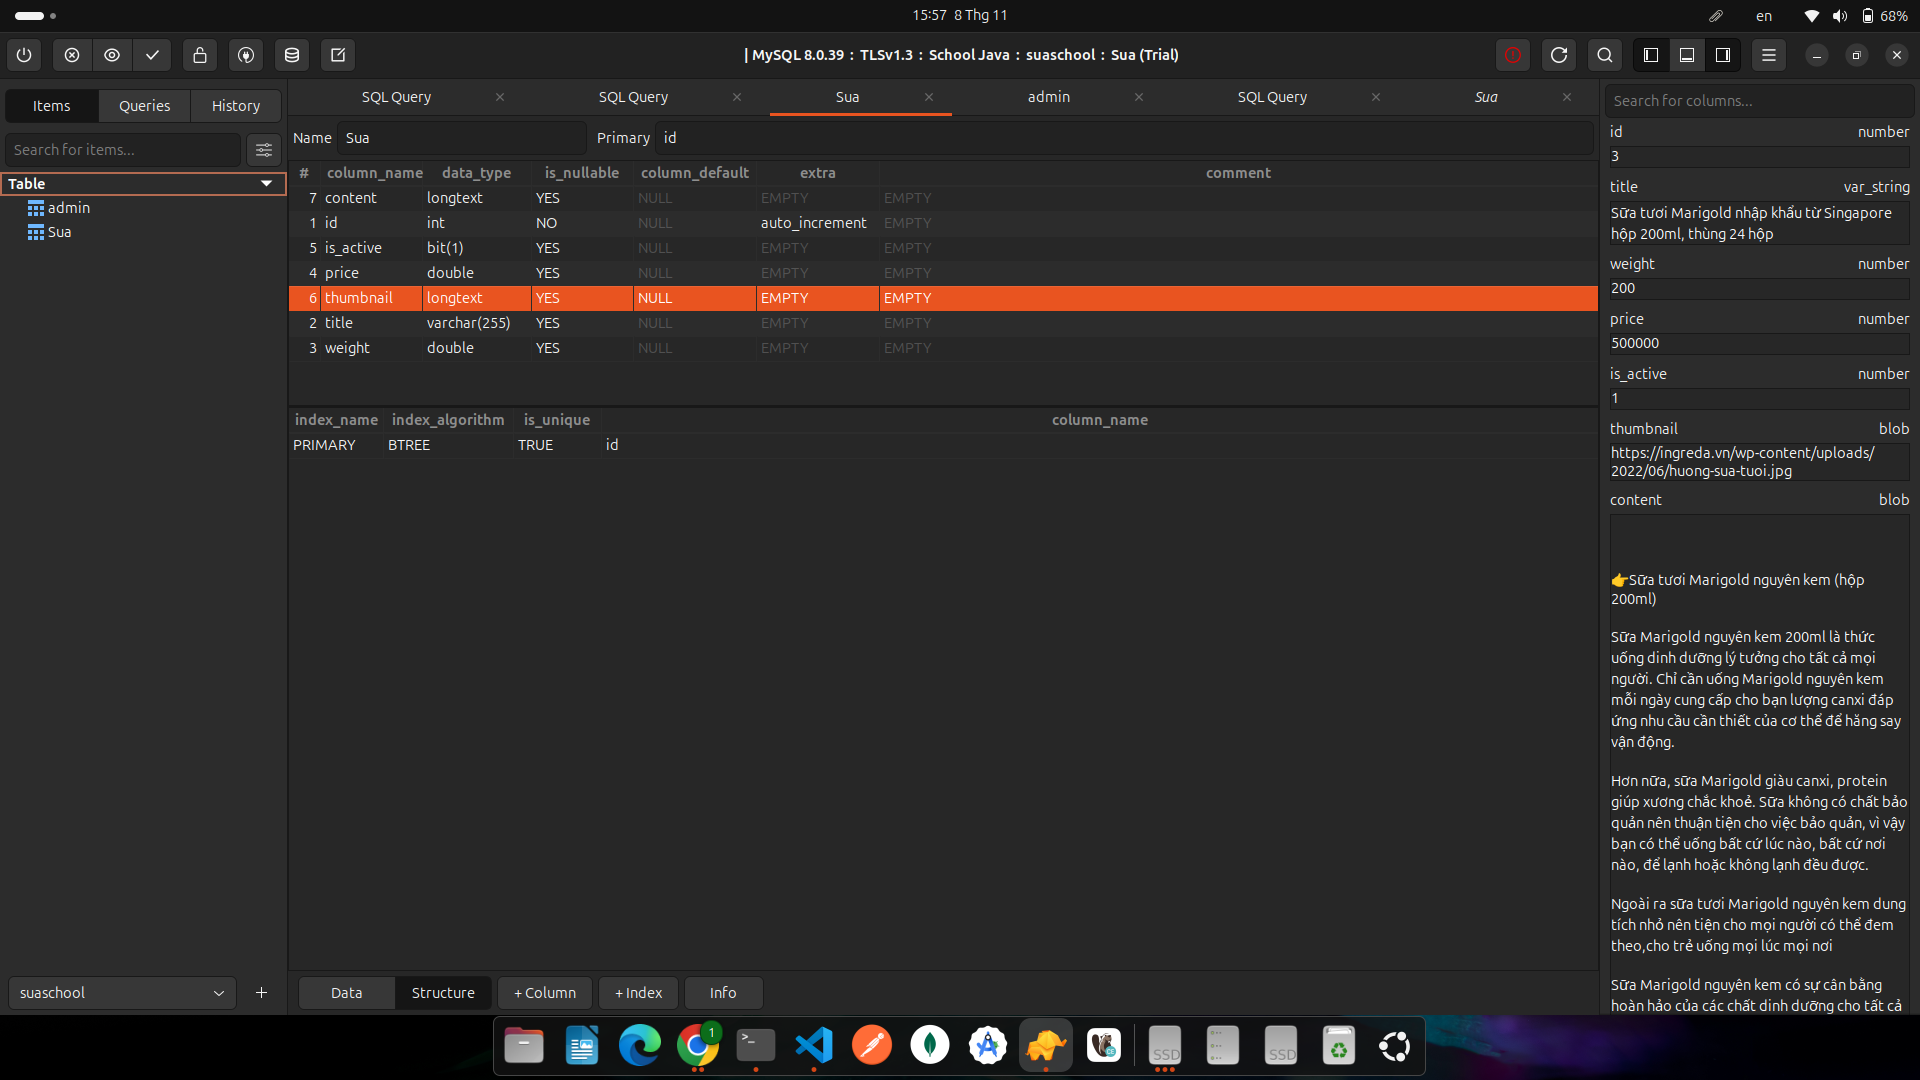 15:57 8 Thg 11
en
68%
| MySQL 8.0.39 : TLSv1.3 : School Java : suaschool : Sua (Trial)
Items
Queries
History
SQL Query
SQL Query
Sua
admin
SQL Query
Sua
Search for columns...
Name Sua Primary id
Search for items...
Table
admin
Sua
# column_name data_type is_nullable column_default extra comment
7 content longtext YES NULL EMPTY EMPTY
1 id int NO NULL auto_increment EMPTY
5 is_active bit(1) YES NULL EMPTY EMPTY
4 price double YES NULL EMPTY EMPTY
6 thumbnail longtext YES NULL EMPTY EMPTY
2 title varchar(255) YES NULL EMPTY EMPTY
3 weight double YES NULL EMPTY EMPTY
index_name index_algorithm is_unique column_name
PRIMARY BTREE TRUE id
id number
3
title var_string
Sữa tươi Marigold nhập khẩu từ Singapore
hộp 200ml, thùng 24 hộp
weight number
200
price number
500000
is_active number
1
thumbnail blob
https://ingreda.vn/wp-content/uploads/
2022/06/huong-sua-tuoi.jpg
content blob
👉Sữa tươi Marigold nguyên kem (hộp
200ml)
Sữa Marigold nguyên kem 200ml là thức
uống dinh dưỡng lý tưởng cho tất cả mọi
người. Chỉ cần uống Marigold nguyên kem
mỗi ngày cung cấp cho bạn lượng canxi đáp
ứng nhu cầu cần thiết của cơ thể để hăng say
vận động.
Hơn nữa, sữa Marigold giàu canxi, protein
giúp xương chắc khoẻ. Sữa không có chất bảo
quản nên thuận tiện cho việc bảo quản, vì vậy
bạn có thể uống bất cứ lúc nào, bất cứ nơi
nào, để lạnh hoặc không lạnh đều được.
Ngoài ra sữa tươi Marigold nguyên kem dung
tích nhỏ nên tiện cho mọi người có thể đem
theo,cho trẻ uống mọi lúc mọi nơi
Sữa Marigold nguyên kem có sự cân bằng
hoàn hảo của các chất dinh dưỡng cho tất cả
suaschool
Data
Structure
+ Column
+ Index
Info
1
SSD
SSD